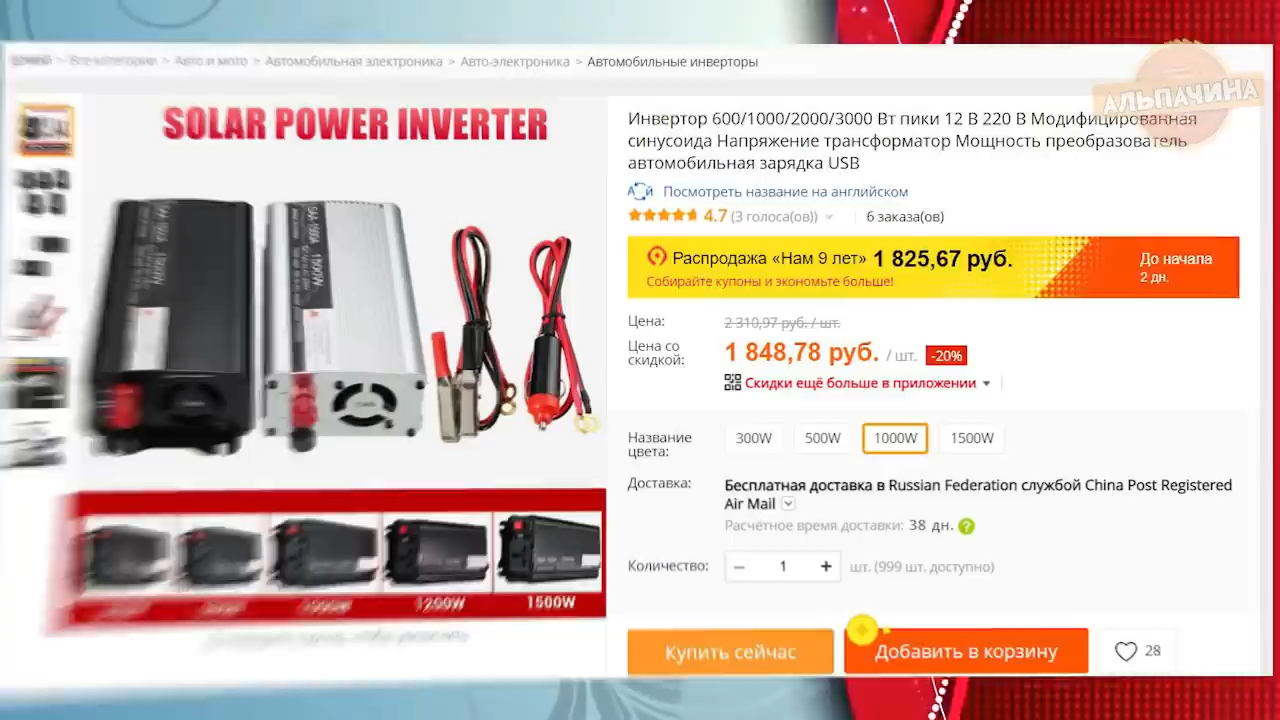 Все категории > Авто и мото > Автомобильная электроника > Авто-электроника > Автомобильные инверторы
АЛЬПАЧИНА
SOLAR POWER INVERTER
Инвертор 600/1000/2000/3000 Вт пики 12 В 220 В Модифицированная
синусоида Напряжение трансформатор Мощность преобразователь
автомобильная зарядка USB
Посмотреть название на английском
4.7 (3 голоса(ов)) 6 заказа(ов)
Распродажа «Нам 9 лет» 1 825,67 руб.
Собирайте купоны и экономьте больше!
До начала
2 дн.
Цена: 2 310,97 руб. / шт.
Цена со
скидкой: 1 848,78 руб. / шт. -20%
Скидки ещё больше в приложении
Название
цвета: 300W 500W 1000W 1500W
Доставка: Бесплатная доставка в Russian Federation службой China Post Registered
Air Mail
Расчётное время доставки: 38 дн. ?
Количество: − 1 + шт. (999 шт. доступно)
1200W 1500W
Купить сейчас Добавить в корзину 28